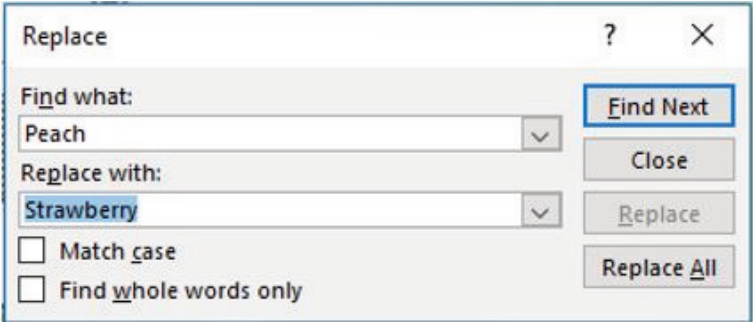 Replace ? X
Find what:
Peach
Find Next
Replace with:
Strawberry
Close
Replace
Match case
Find whole words only
Replace All